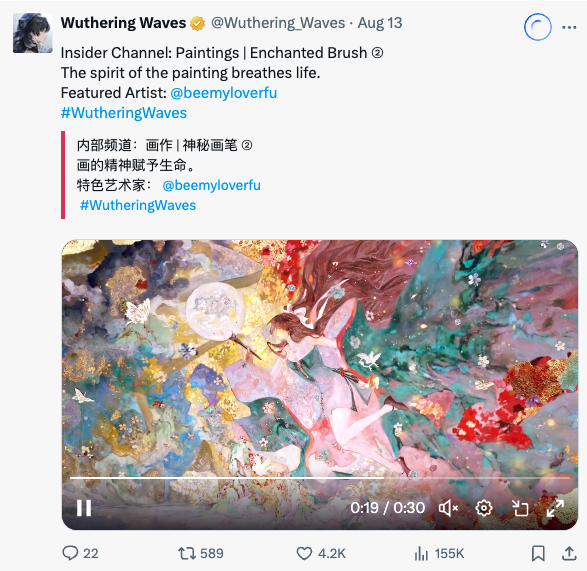 Wuthering Waves @Wuthering_Waves · Aug 13
Insider Channel: Paintings | Enchanted Brush ②
The spirit of the painting breathes life.
Featured Artist: @beemyloverfu
#WutheringWaves
内部频道：画作 | 神秘画笔 ②
画的精神赋予生命。
特色艺术家： @beemyloverfu
#WutheringWaves
0:19 / 0:30
22 589 4.2K 155K